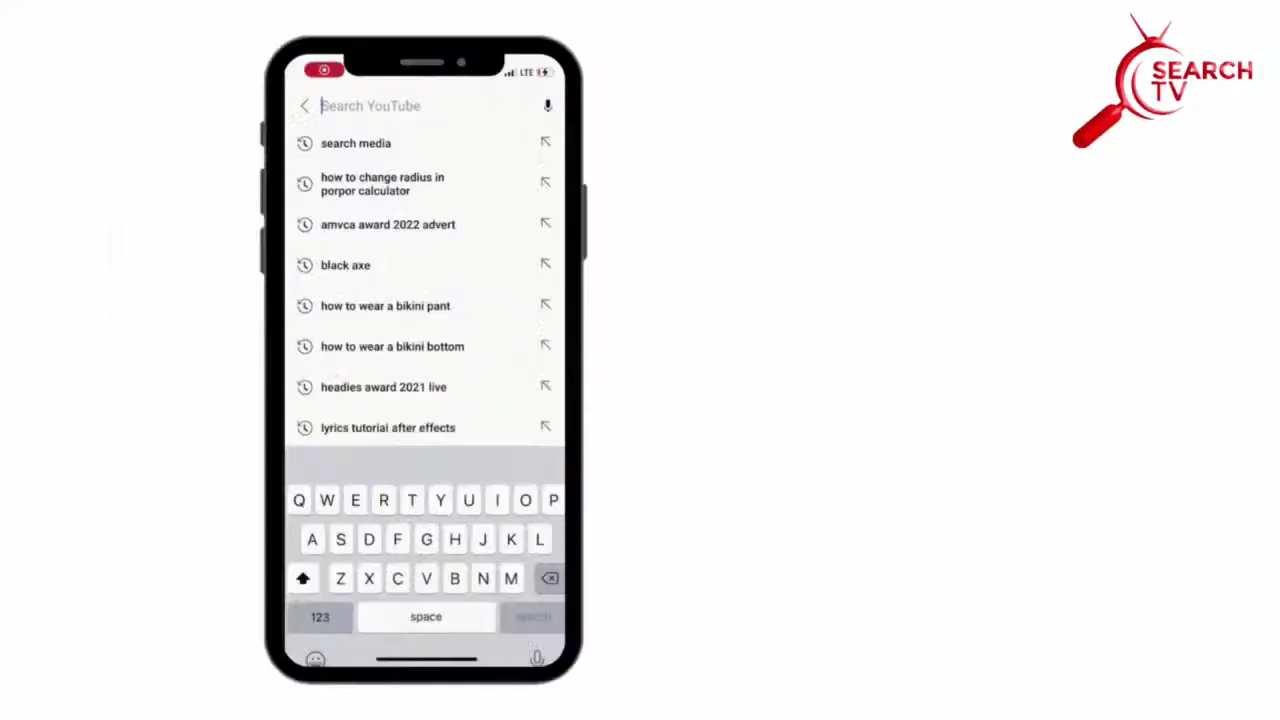 SEARCH
TV
LTE
Search YouTube
search media
how to change radius in
porpor calculator
amvca award 2022 advert
black axe
how to wear a bikini pant
how to wear a bikini bottom
headies award 2021 live
lyrics tutorial after effects
Q W E R T Y U I O P
A S D F G H J K L
Z X C V B N M
123 space search